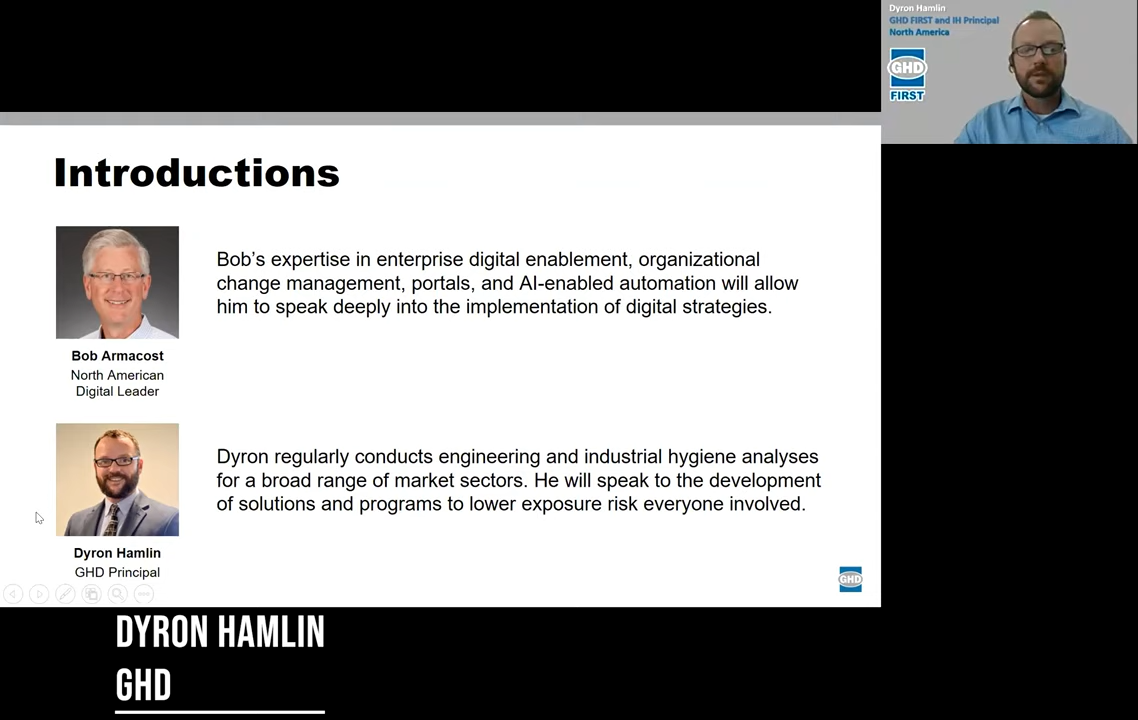 Dyron Hamlin
GHD FIRST and IH Principal
North America
GHD
FIRST
Introductions
Bob’s expertise in enterprise digital enablement, organizational
change management, portals, and AI-enabled automation will allow
him to speak deeply into the implementation of digital strategies.
Bob Armacost
North American
Digital Leader
Dyron regularly conducts engineering and industrial hygiene analyses
for a broad range of market sectors. He will speak to the development
of solutions and programs to lower exposure risk everyone involved.
Dyron Hamlin
GHD Principal
GHD
DYRON HAMLIN
GHD